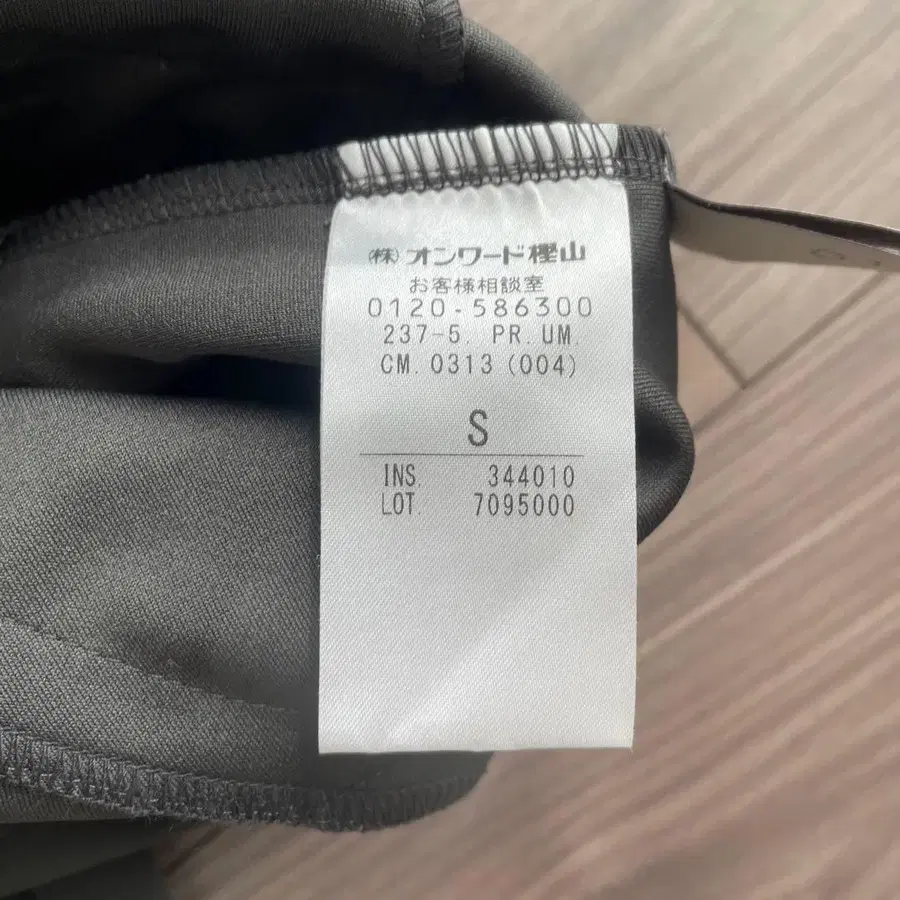 ㈱オンワード樫山
お客様相談室
0120-586300
237-5. PR. UM.
CM. 0313 (004)
S
INS 344010
LOT 7095000